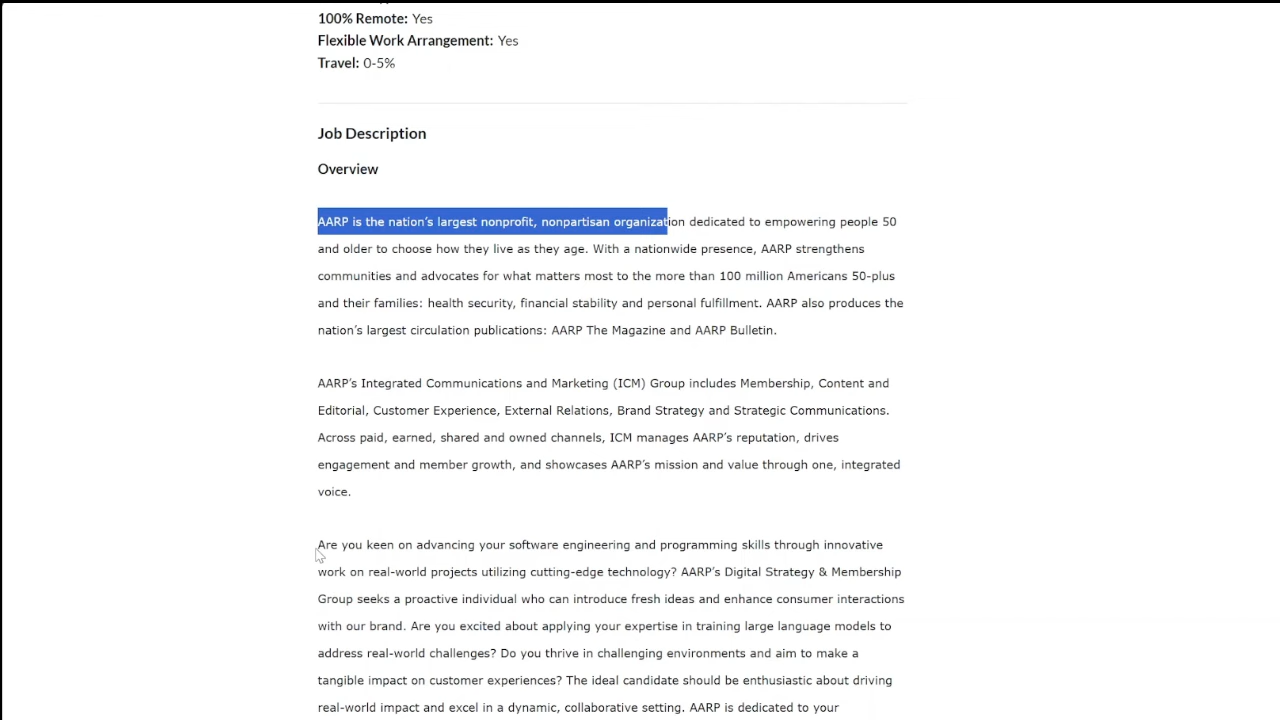 100% Remote: Yes
Flexible Work Arrangement: Yes
Travel: 0-5%
Job Description
Overview
AARP is the nation’s largest nonprofit, nonpartisan organization dedicated to empowering people 50
and older to choose how they live as they age. With a nationwide presence, AARP strengthens
communities and advocates for what matters most to the more than 100 million Americans 50-plus
and their families: health security, financial stability and personal fulfillment. AARP also produces the
nation’s largest circulation publications: AARP The Magazine and AARP Bulletin.
AARP’s Integrated Communications and Marketing (ICM) Group includes Membership, Content and
Editorial, Customer Experience, External Relations, Brand Strategy and Strategic Communications.
Across paid, earned, shared and owned channels, ICM manages AARP’s reputation, drives
engagement and member growth, and showcases AARP’s mission and value through one, integrated
voice.
Are you keen on advancing your software engineering and programming skills through innovative
work on real-world projects utilizing cutting-edge technology? AARP’s Digital Strategy & Membership
Group seeks a proactive individual who can introduce fresh ideas and enhance consumer interactions
with our brand. Are you excited about applying your expertise in training large language models to
address real-world challenges? Do you thrive in challenging environments and aim to make a
tangible impact on customer experiences? The ideal candidate should be enthusiastic about driving
real-world impact and excel in a dynamic, collaborative setting. AARP is dedicated to your